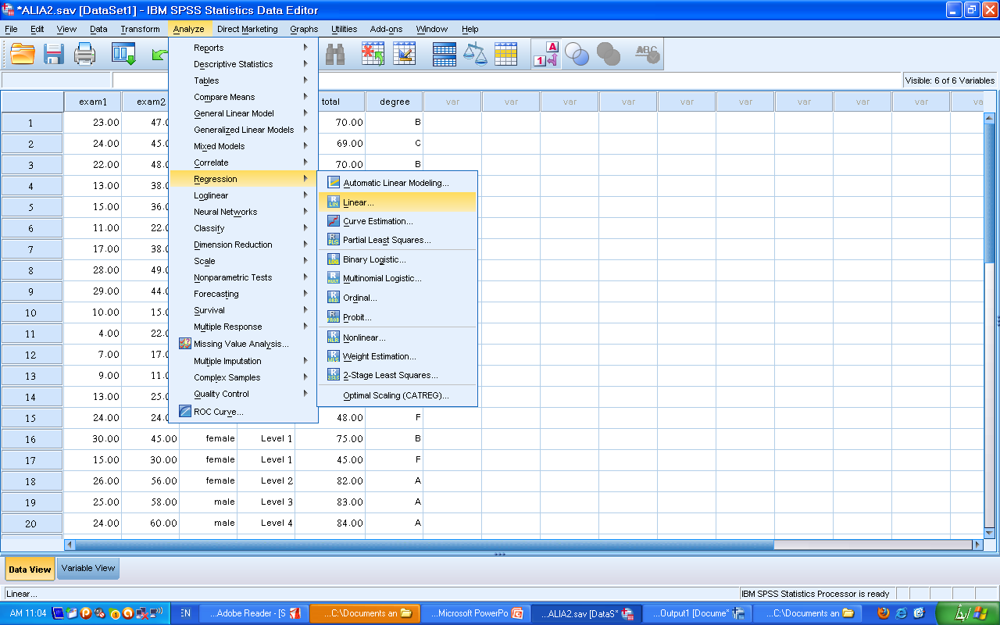 *ALIA2.sav [DataSet1] - IBM SPSS Statistics Data Editor
File Edit View Data Transform Analyze Direct Marketing Graphs Utilities Add-ons Window Help
Visible: 6 of 6 Variables
Reports
Descriptive Statistics
Tables
Compare Means
General Linear Model
Generalized Linear Models
Mixed Models
Correlate
Regression
Loglinear
Neural Networks
Classify
Dimension Reduction
Scale
Nonparametric Tests
Forecasting
Survival
Multiple Response
Missing Value Analysis...
Multiple Imputation
Complex Samples
Quality Control
ROC Curve...
Automatic Linear Modeling...
Linear...
Curve Estimation...
Partial Least Squares...
Binary Logistic...
Multinomial Logistic...
Ordinal...
Probit...
Nonlinear...
Weight Estimation...
2-Stage Least Squares...
Optimal Scaling (CATREG)...
exam1 exam2 total degree var var var var var var var var var va
1 23.00 47.0 70.00 B
2 24.00 45.0 69.00 C
3 22.00 48.0 70.00 B
4 13.00 38.0
5 15.00 36.0
6 11.00 22.0
7 17.00 38.0
8 28.00 49.0
9 29.00 44.0
10 10.00 15.0
11 4.00 22.0
12 7.00 17.0
13 9.00 11.0
14 13.00 25.0
15 24.00 24.0 48.00 F
16 30.00 45.00 female Level 1 75.00 B
17 15.00 30.00 female Level 1 45.00 F
18 26.00 56.00 female Level 2 82.00 A
19 25.00 58.00 male Level 3 83.00 A
20 24.00 60.00 male Level 4 84.00 A
Data View Variable View
Linear... IBM SPSS Statistics Processor is ready
AM 11:04 EN ...Adobe Reader - [S ...C:\Documents an ...Microsoft PowerPo ...ALIA2.sav [DataS* ...Output1 [Docume* ...C:\Documents an ابدأ